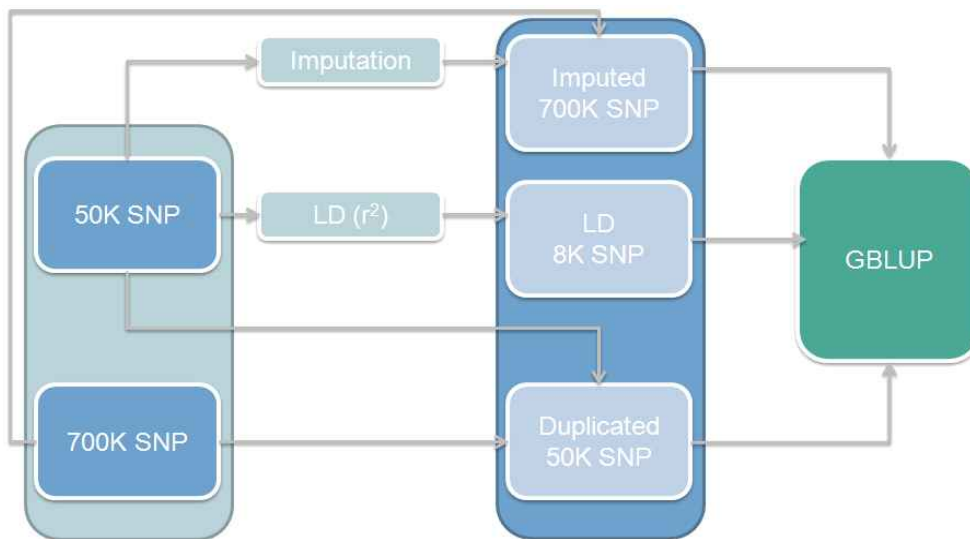 Imputation
Imputed
700K SNP
50K SNP
LD (r²)
LD
8K SNP
GBLUP
700K SNP
Duplicated
50K SNP